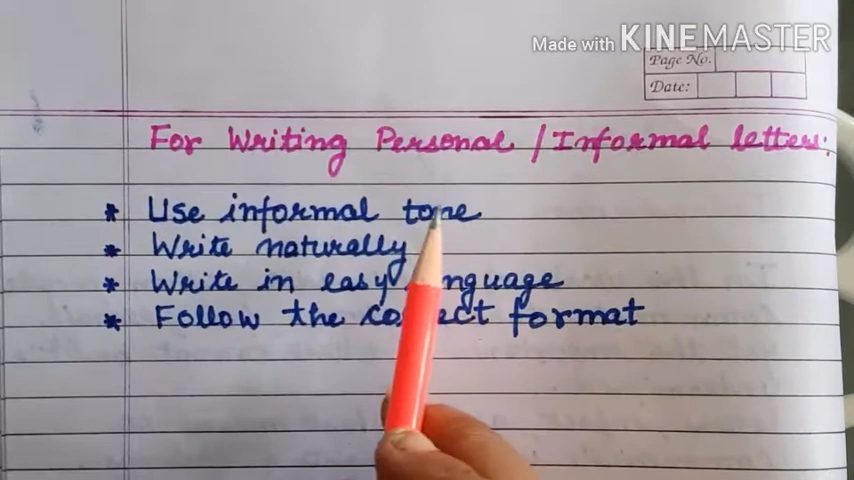 Made with KINEMASTER
Page No.
Date:
For Writing Personal / Informal letters:
* Use informal tone
* Write naturally
* Write in easy
* Follow the format